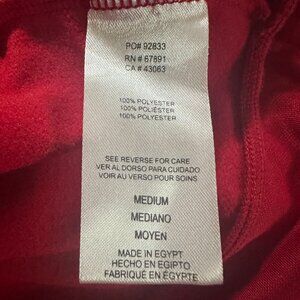 PO# 92833
RN # 67891
CA # 43063
100% POLYESTER
100% POLIÉSTER
100% POLYESTER
SEE REVERSE FOR CARE
VER AL DORSO PARA CUIDADO
VOIR AU VERSO POUR SOINS
MEDIUM
MEDIANO
MOYEN
MADE IN EGYPT
HECHO EN EGIPTO
FABRIQUÉ EN ÉGYPTE